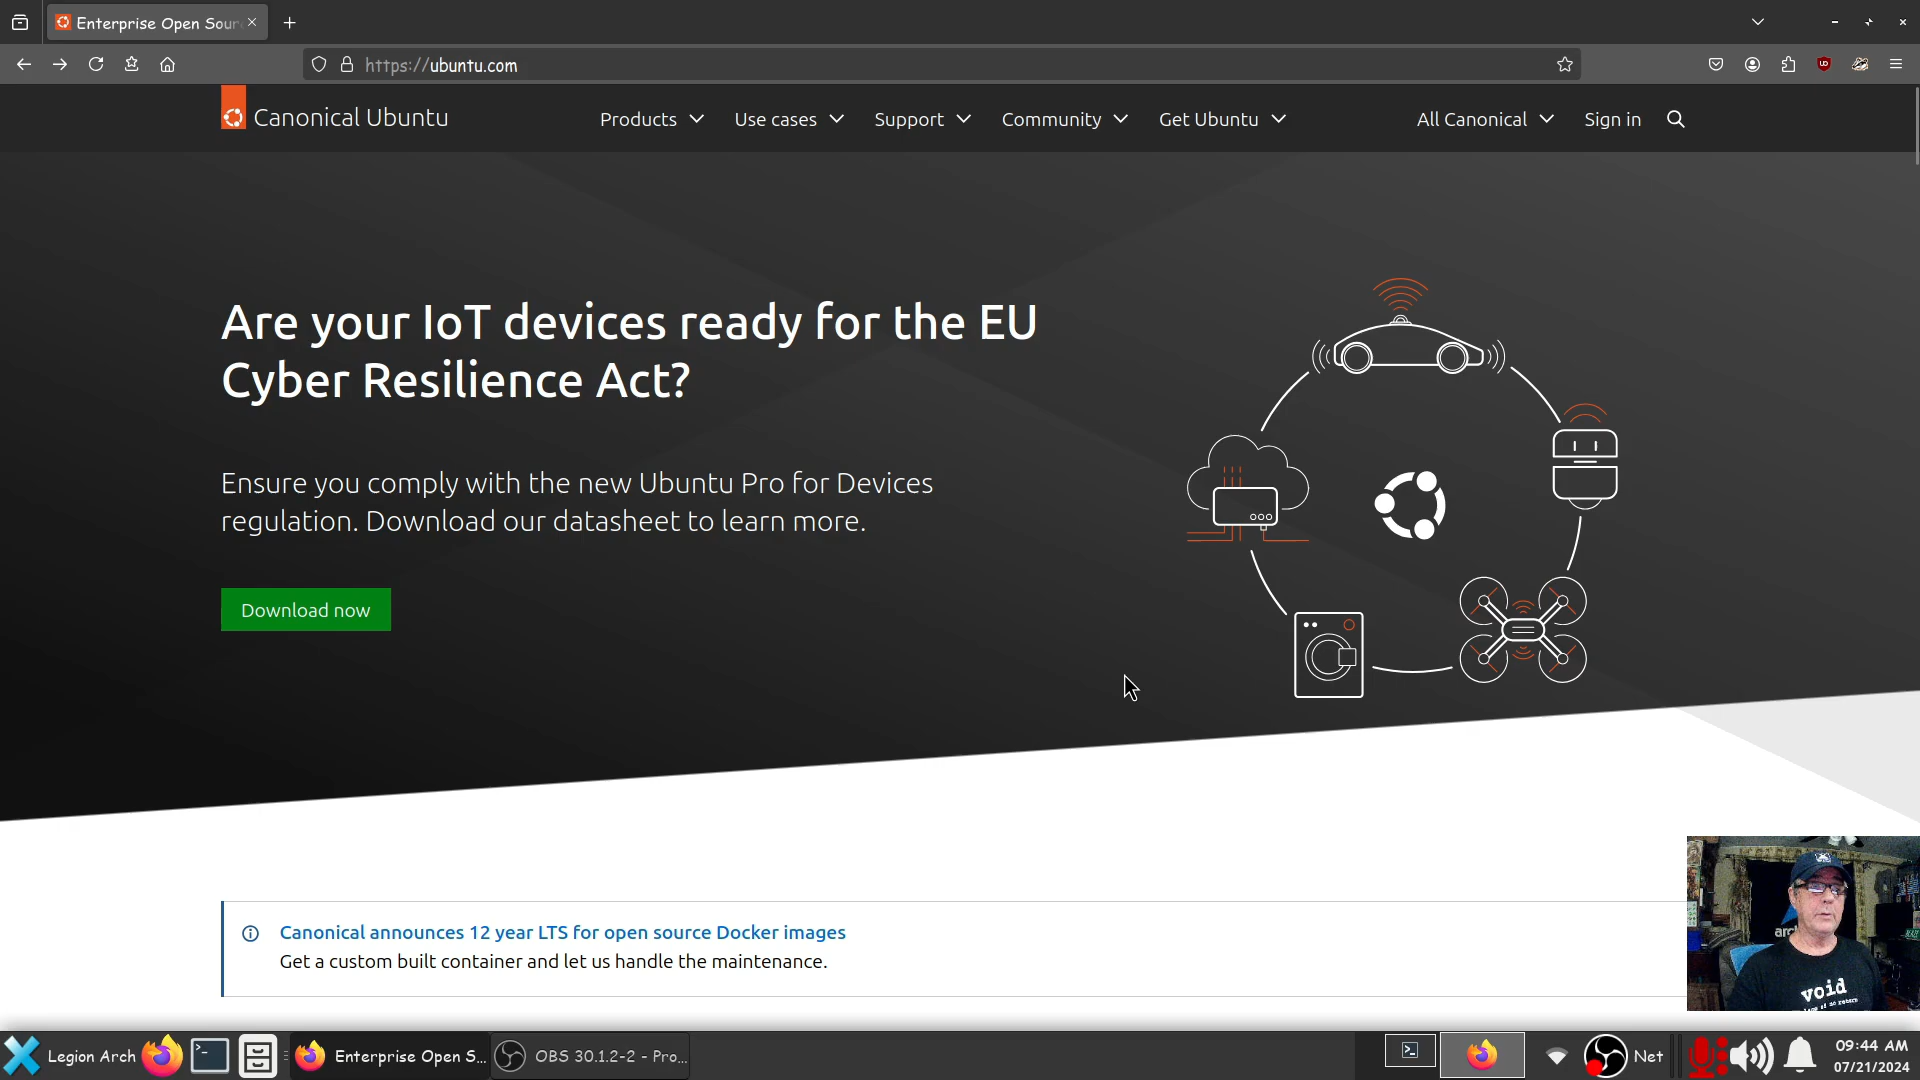 Enterprise Open Sour
https://ubuntu.com
Canonical Ubuntu
Products
Use cases
Support
Community
Get Ubuntu
All Canonical
Sign in
Are your IoT devices ready for the EU
Cyber Resilience Act?
Ensure you comply with the new Ubuntu Pro for Devices
regulation. Download our datasheet to learn more.
Download now
Canonical announces 12 year LTS for open source Docker images
Get a custom built container and let us handle the maintenance.
arch
void
Legion Arch
Enterprise Open S...
OBS 30.1.2-2 - Pro...
Net
09:44 AM
07/21/2024